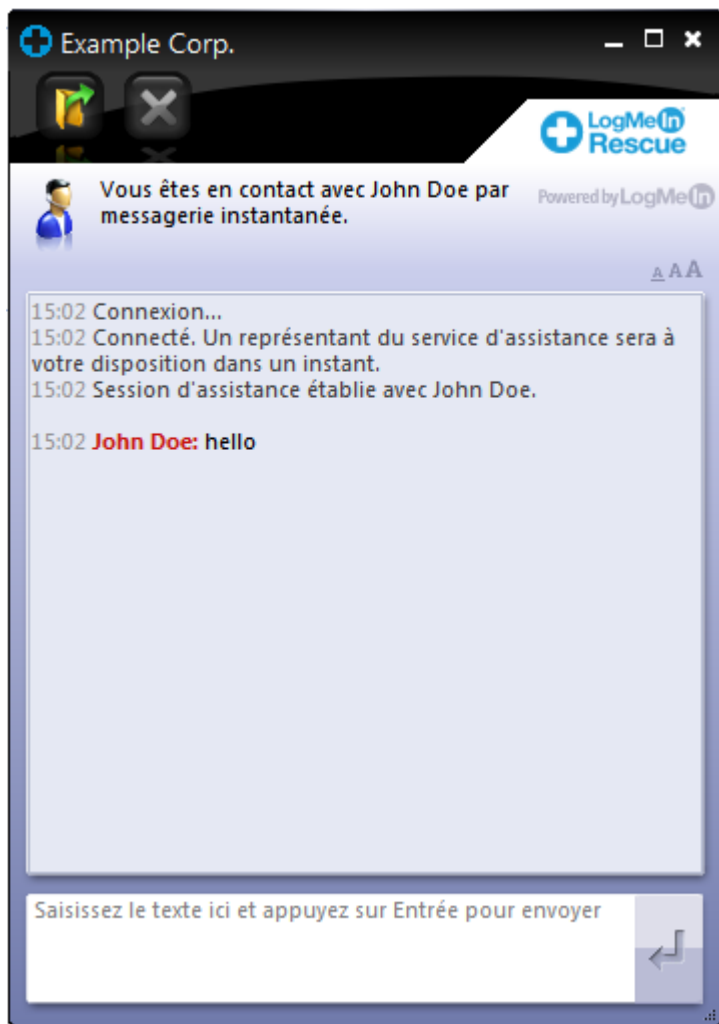 Example Corp.
LogMeIn
Rescue
Vous êtes en contact avec John Doe par
messagerie instantanée.
Powered by LogMeIn
A A A
15:02 Connexion...
15:02 Connecté. Un représentant du service d'assistance sera à
votre disposition dans un instant.
15:02 Session d'assistance établie avec John Doe.
15:02 John Doe: hello
Saisissez le texte ici et appuyez sur Entrée pour envoyer